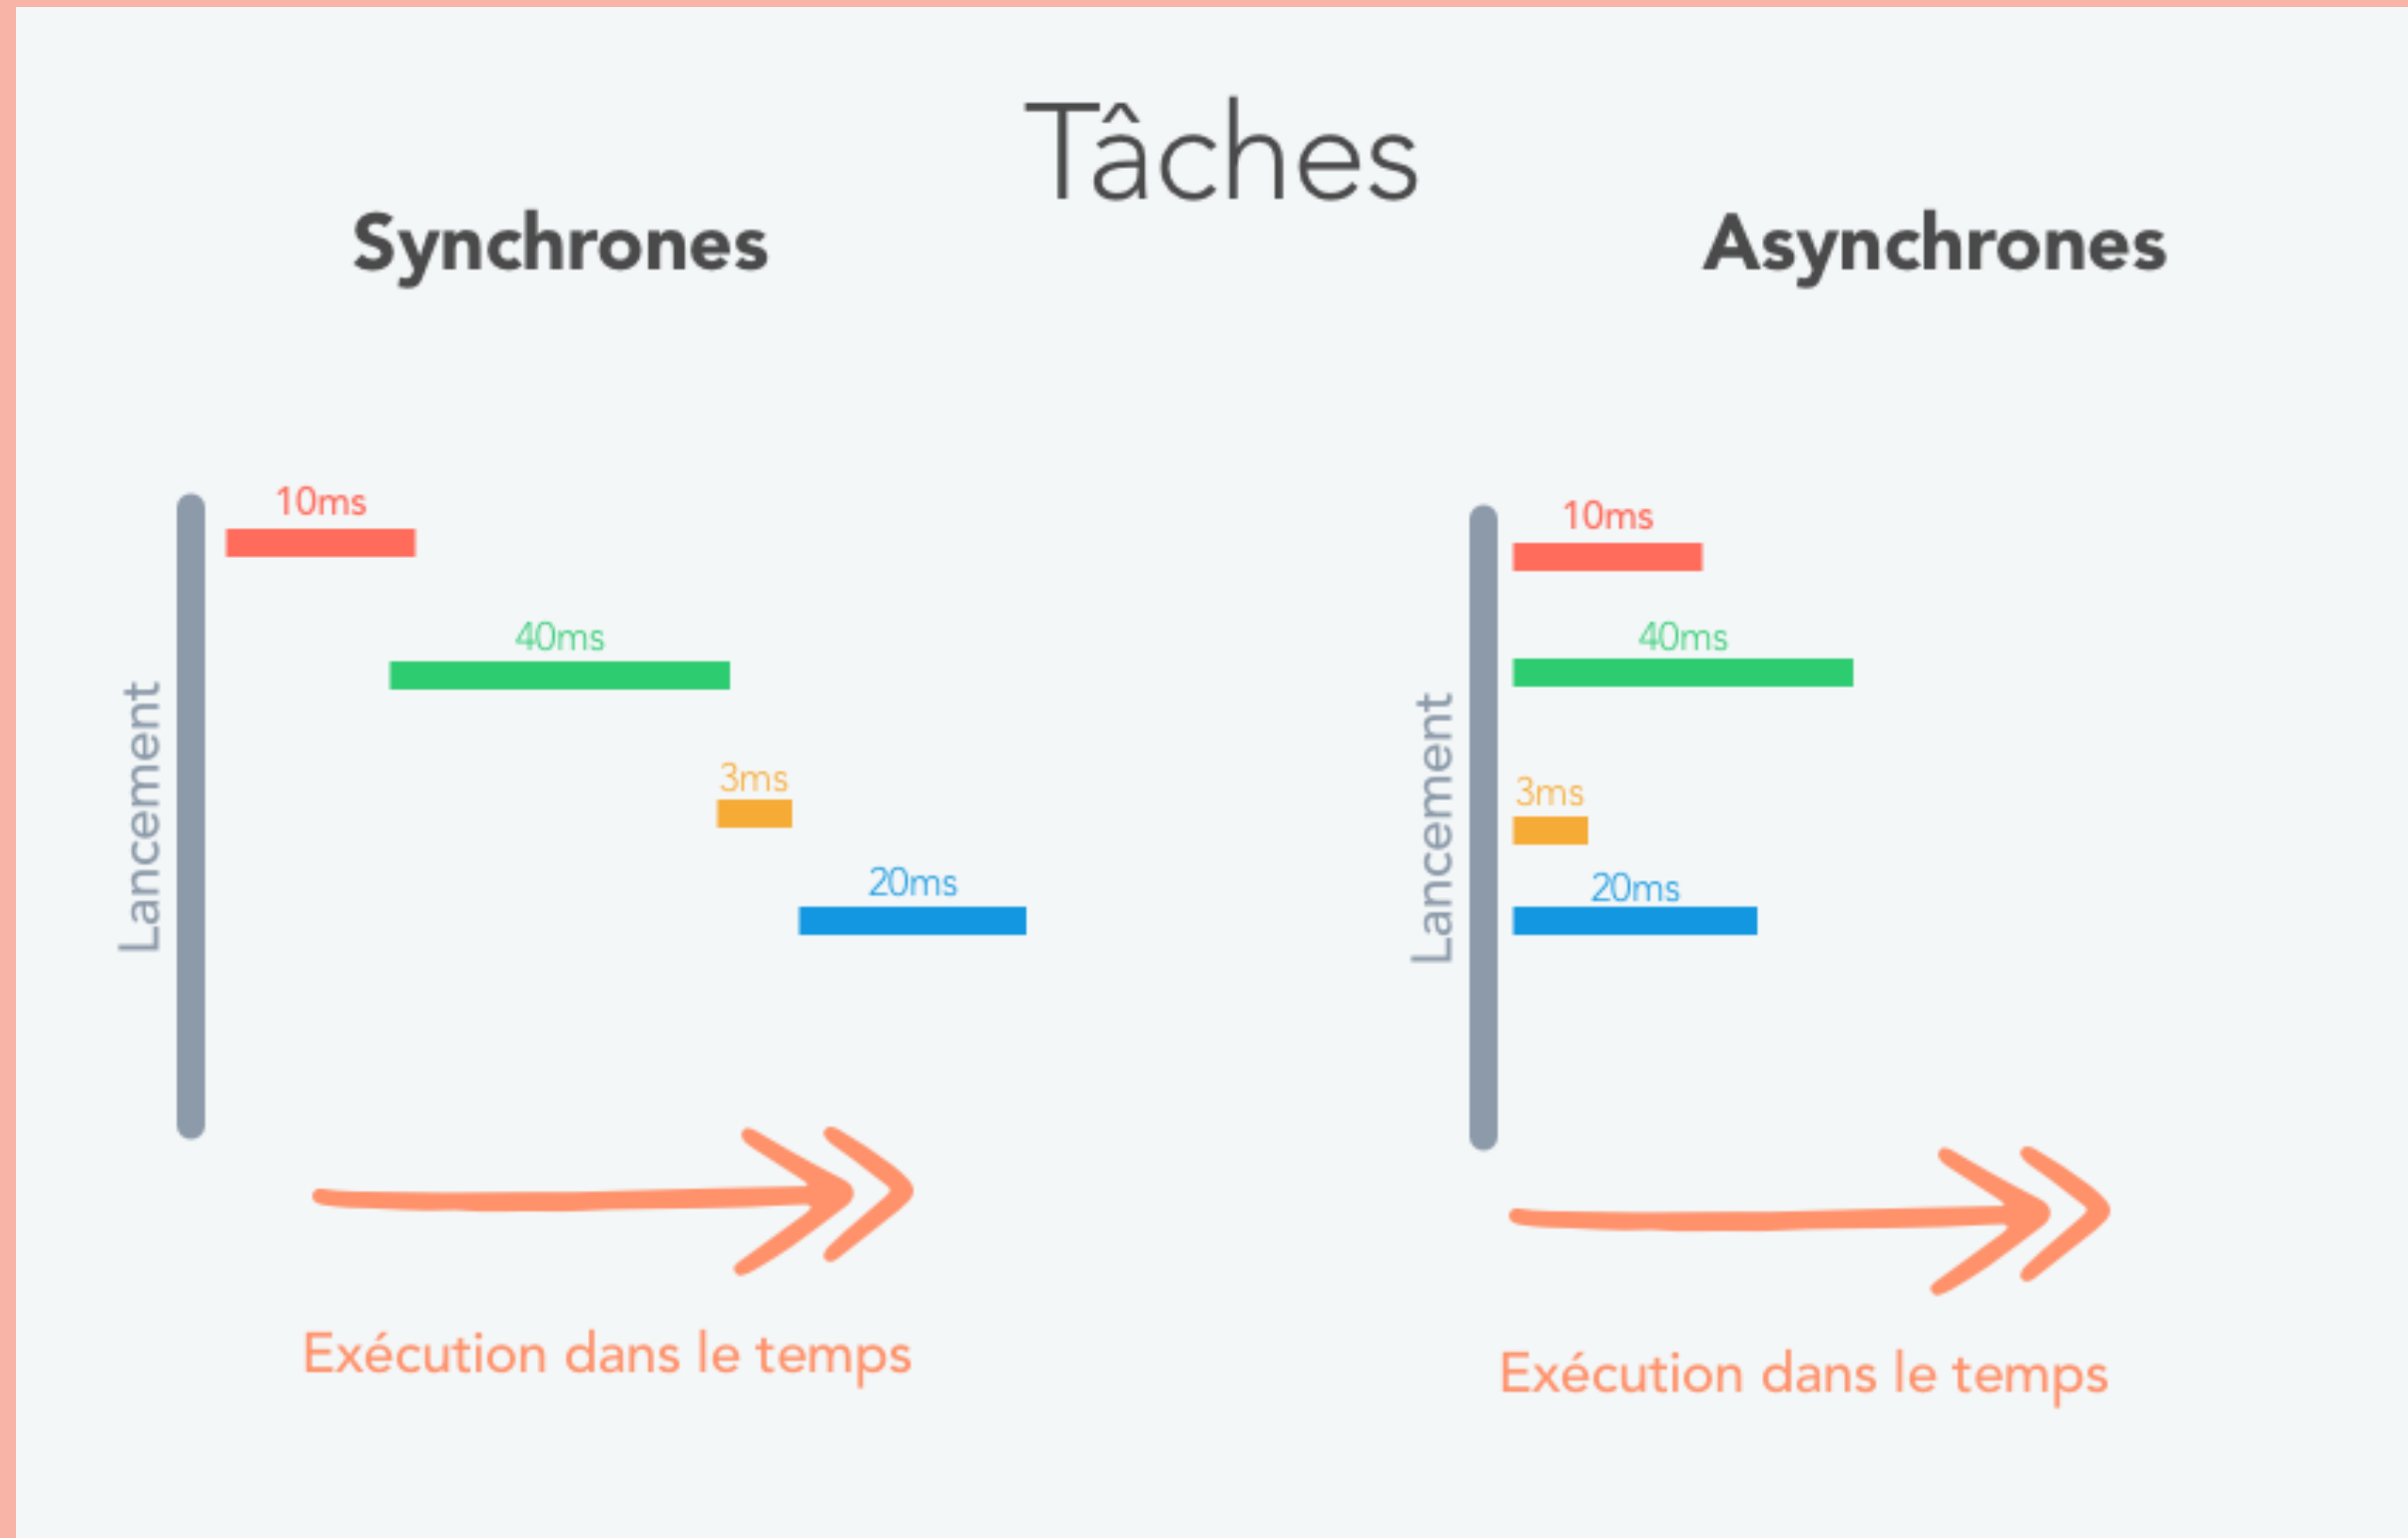 Tâches
Synchrones
10ms
40ms
3ms
20ms
Lancement
Exécution dans le temps
Asynchrones
10ms
40ms
3ms
20ms
Lancement
Exécution dans le temps